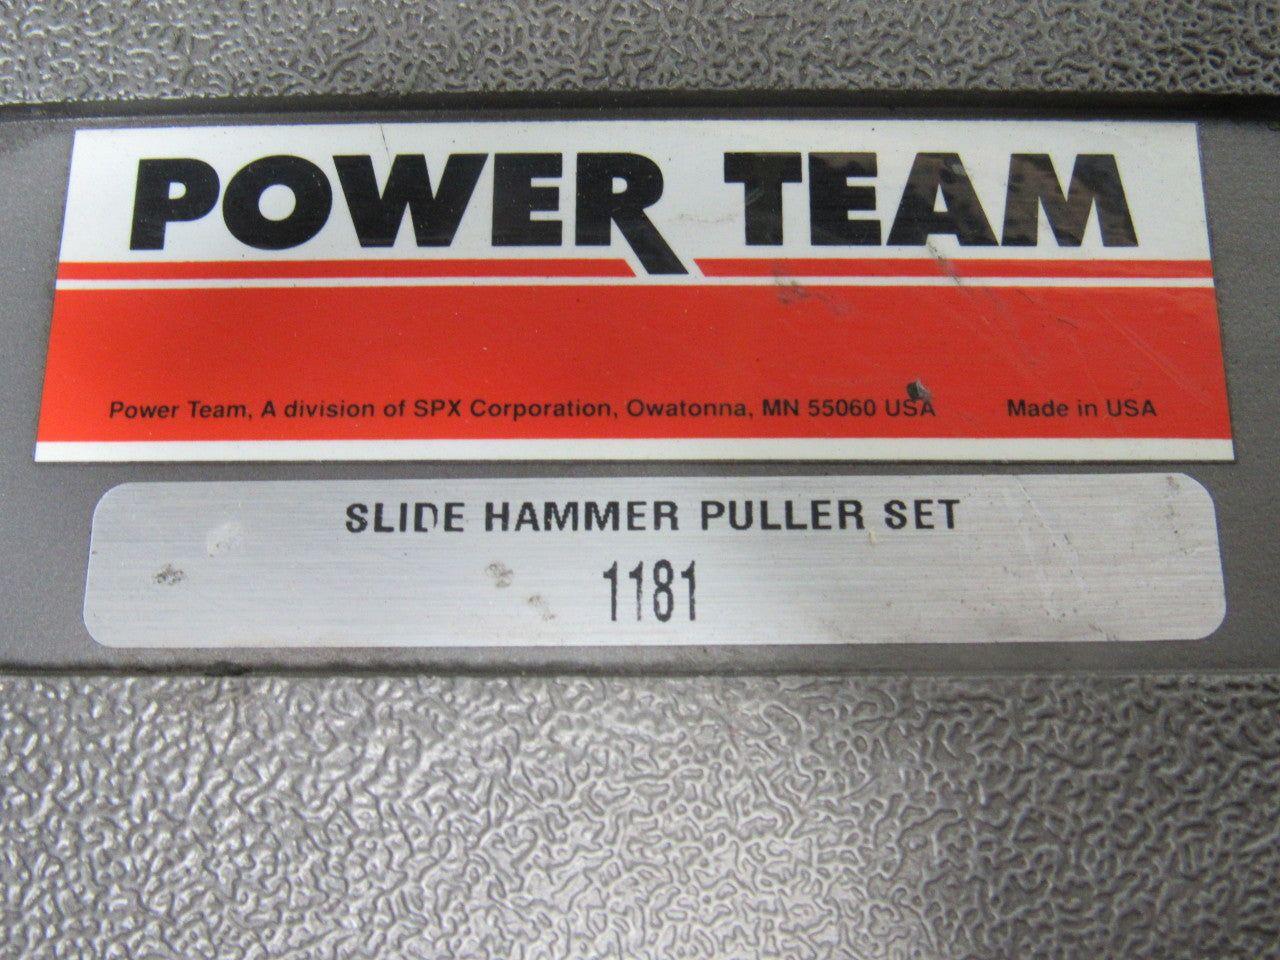 POWER TEAM
Power Team, A division of SPX Corporation, Owatonna, MN 55060 USA Made in USA
SLIDE HAMMER PULLER SET
1181